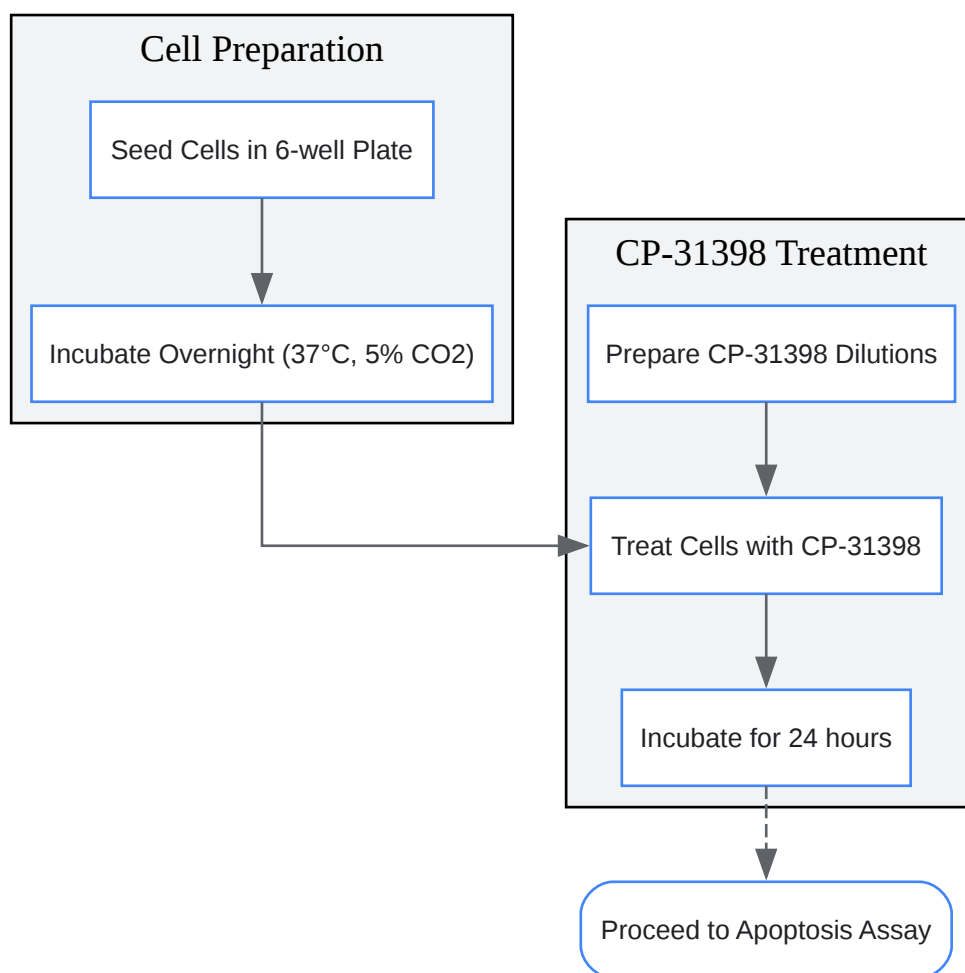 Cell Preparation
Seed Cells in 6-well Plate
Incubate Overnight (37°C, 5% CO2)
CP-31398 Treatment
Prepare CP-31398 Dilutions
Treat Cells with CP-31398
Incubate for 24 hours
Proceed to Apoptosis Assay